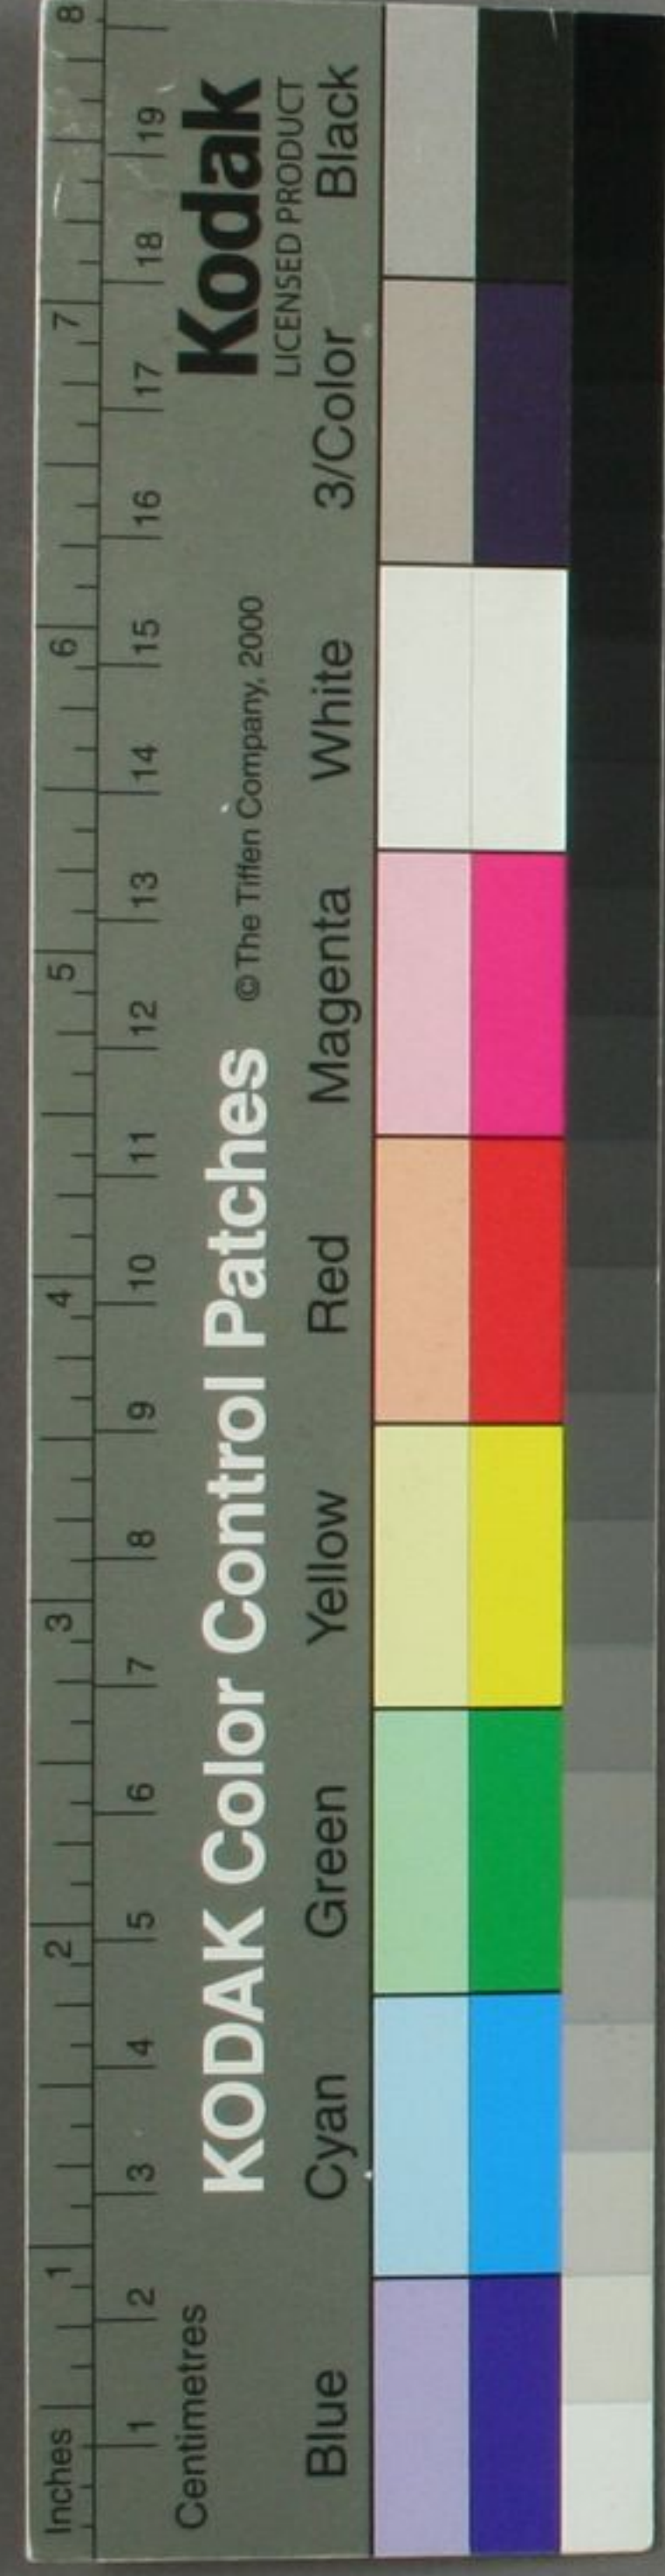 Inches 1 2 3 4 5 6 7 8
1 2 3 4 5 6 7 8 9 10 11 12 13 14 15 16 17 18 19
Centimetres
KODAK Color Control Patches © The Tiffen Company, 2000
Kodak
LICENSED PRODUCT
Blue Cyan Green Yellow Red Magenta White 3/Color Black